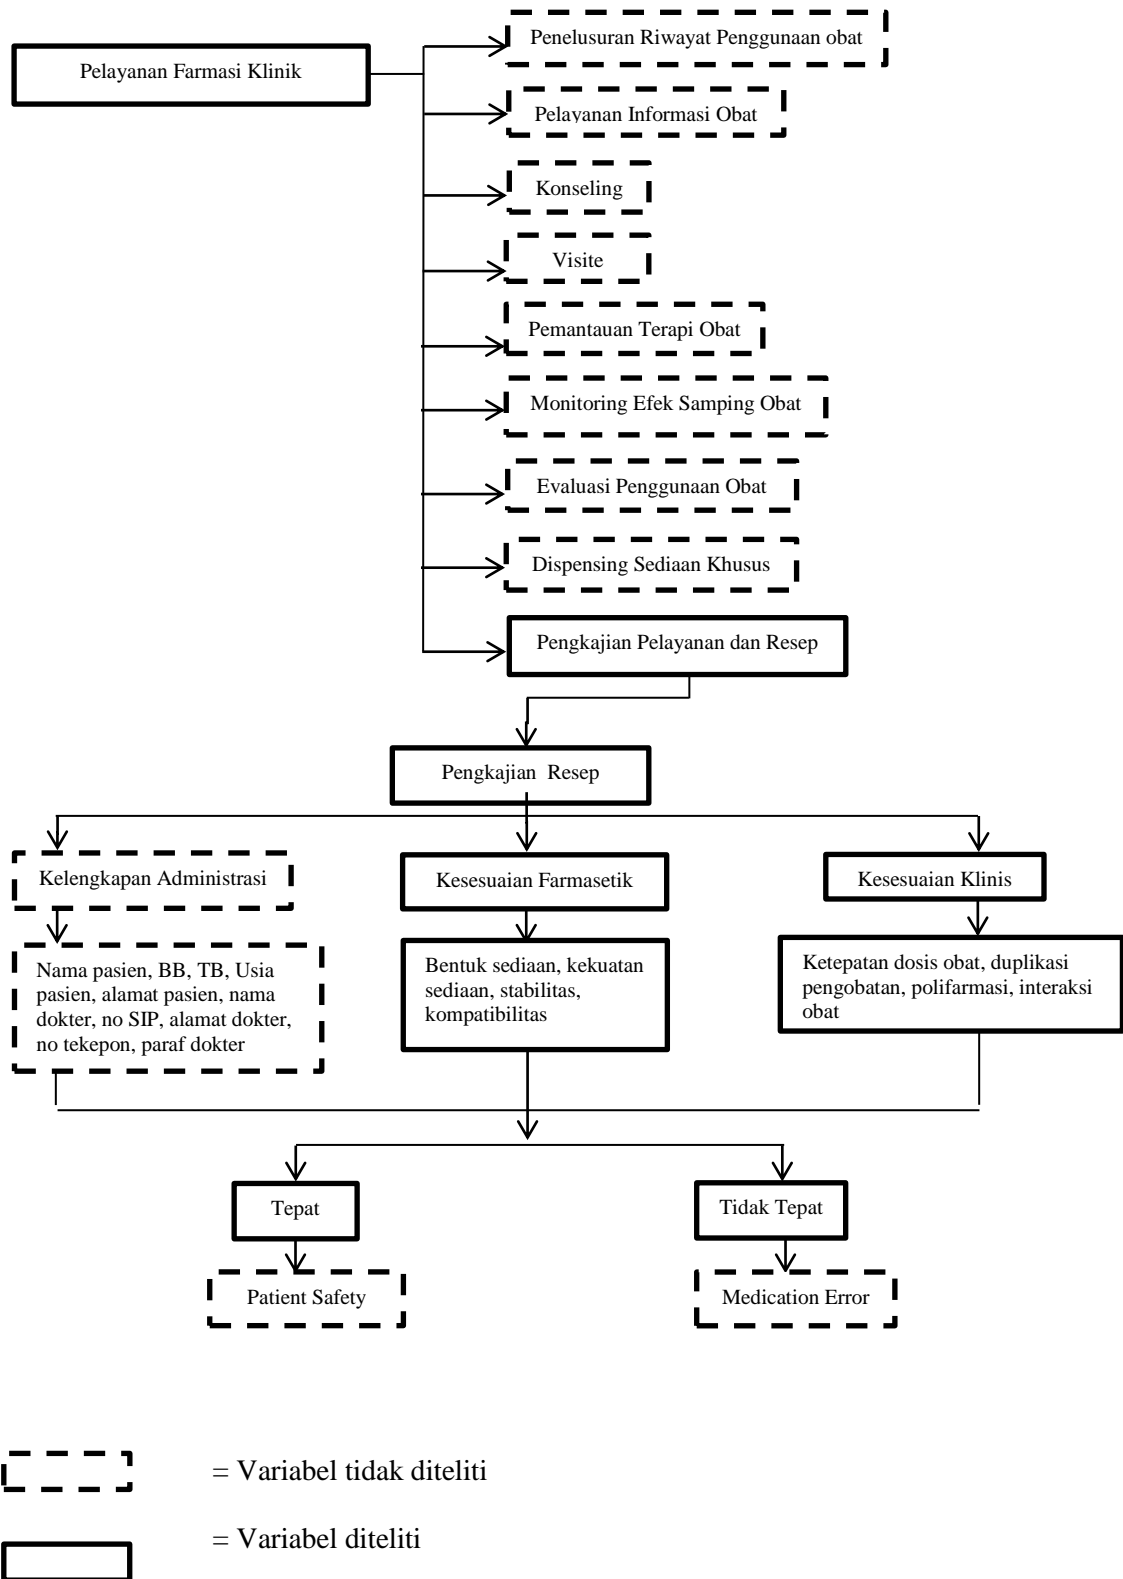 Pelayanan Farmasi Klinik
Penelusuran Riwayat Penggunaan obat
Pelayanan Informasi Obat
Konseling
Visite
Pemantauan Terapi Obat
Monitoring Efek Samping Obat
Evaluasi Penggunaan Obat
Dispensing Sediaan Khusus
Pengkajian Pelayanan dan Resep
Pengkajian Resep
Kelengkapan Administrasi
Kesesuaian Farmasetik
Kesesuaian Klinis
Nama pasien, BB, TB, Usia
pasien, alamat pasien, nama
dokter, no SIP, alamat dokter,
no tekepon, paraf dokter
Bentuk sediaan, kekuatan
sediaan, stabilitas,
kompatibilitas
Ketepatan dosis obat, duplikasi
pengobatan, polifarmasi, interaksi
obat
Tepat
Tidak Tepat
Patient Safety
Medication Error
= Variabel tidak diteliti
= Variabel diteliti